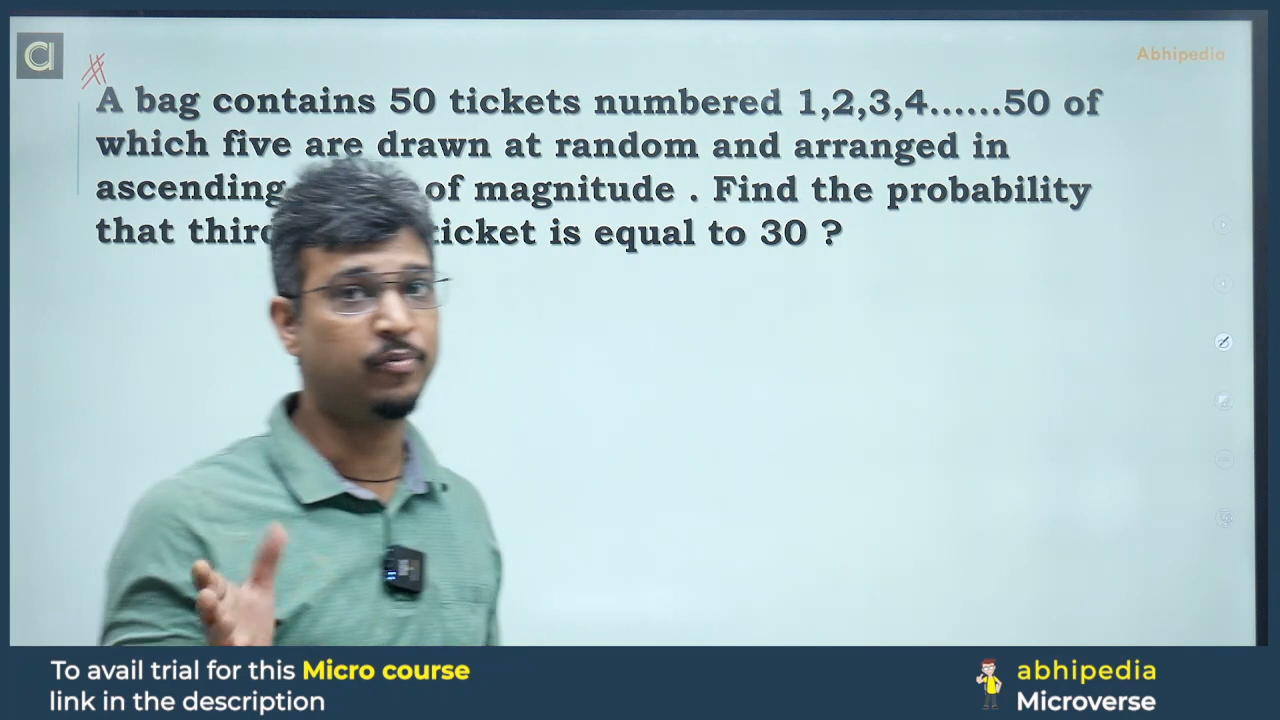 Abhipedia
A bag contains 50 tickets numbered 1,2,3,4......50 of
which five are drawn at random and arranged in
ascending of magnitude . Find the probability
that ticket is equal to 30 ?
To avail trial for this Micro course
link in the description
abhipedia
Microverse